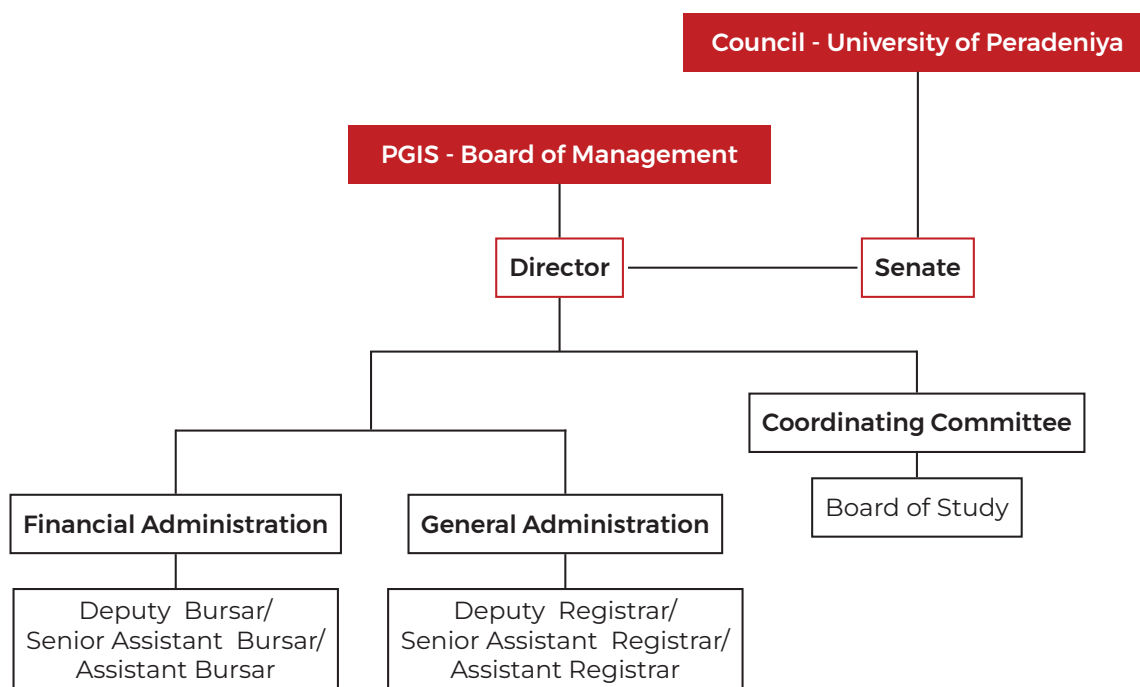 Council - University of Peradeniya
PGIS - Board of Management
Director
Senate
Coordinating Committee
Board of Study
Financial Administration
General Administration
Deputy Bursar/
Senior Assistant Bursar/
Assistant Bursar
Deputy Registrar/
Senior Assistant Registrar/
Assistant Registrar